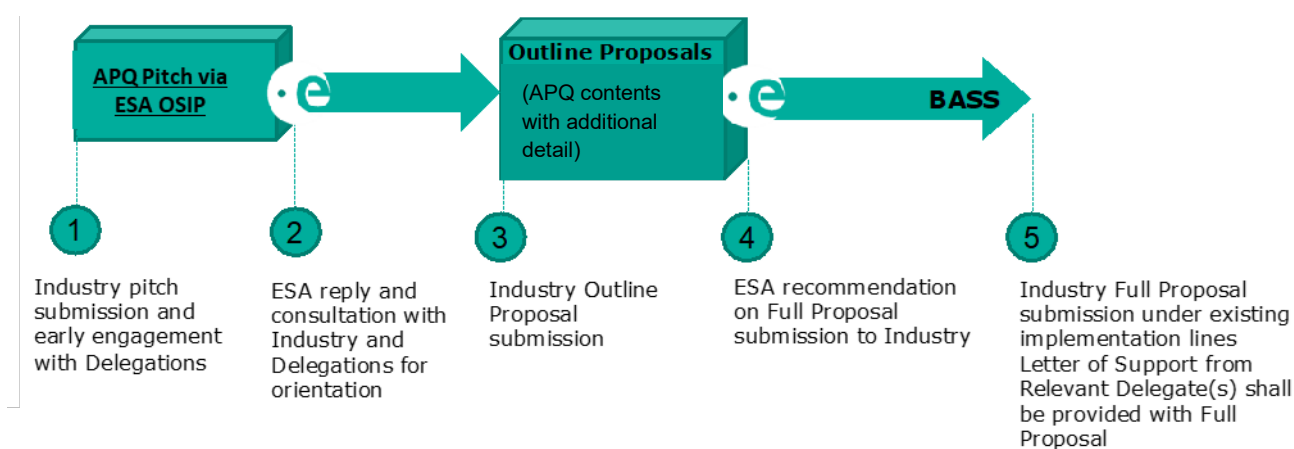 APQ Pitch via
ESA OSIP
e
Outline Proposals
(APQ contents
with additional
detail)
e
BASS
1
2
3
4
5
Industry pitch
submission and
early engagement
with Delegations
ESA reply and
consultation with
Industry and
Delegations for
orientation
Industry Outline
Proposal
submission
ESA recommendation
on Full Proposal
submission to Industry
Industry Full Proposal
submission under existing
implementation lines
Letter of Support from
Relevant Delegate(s) shall
be provided with Full
Proposal